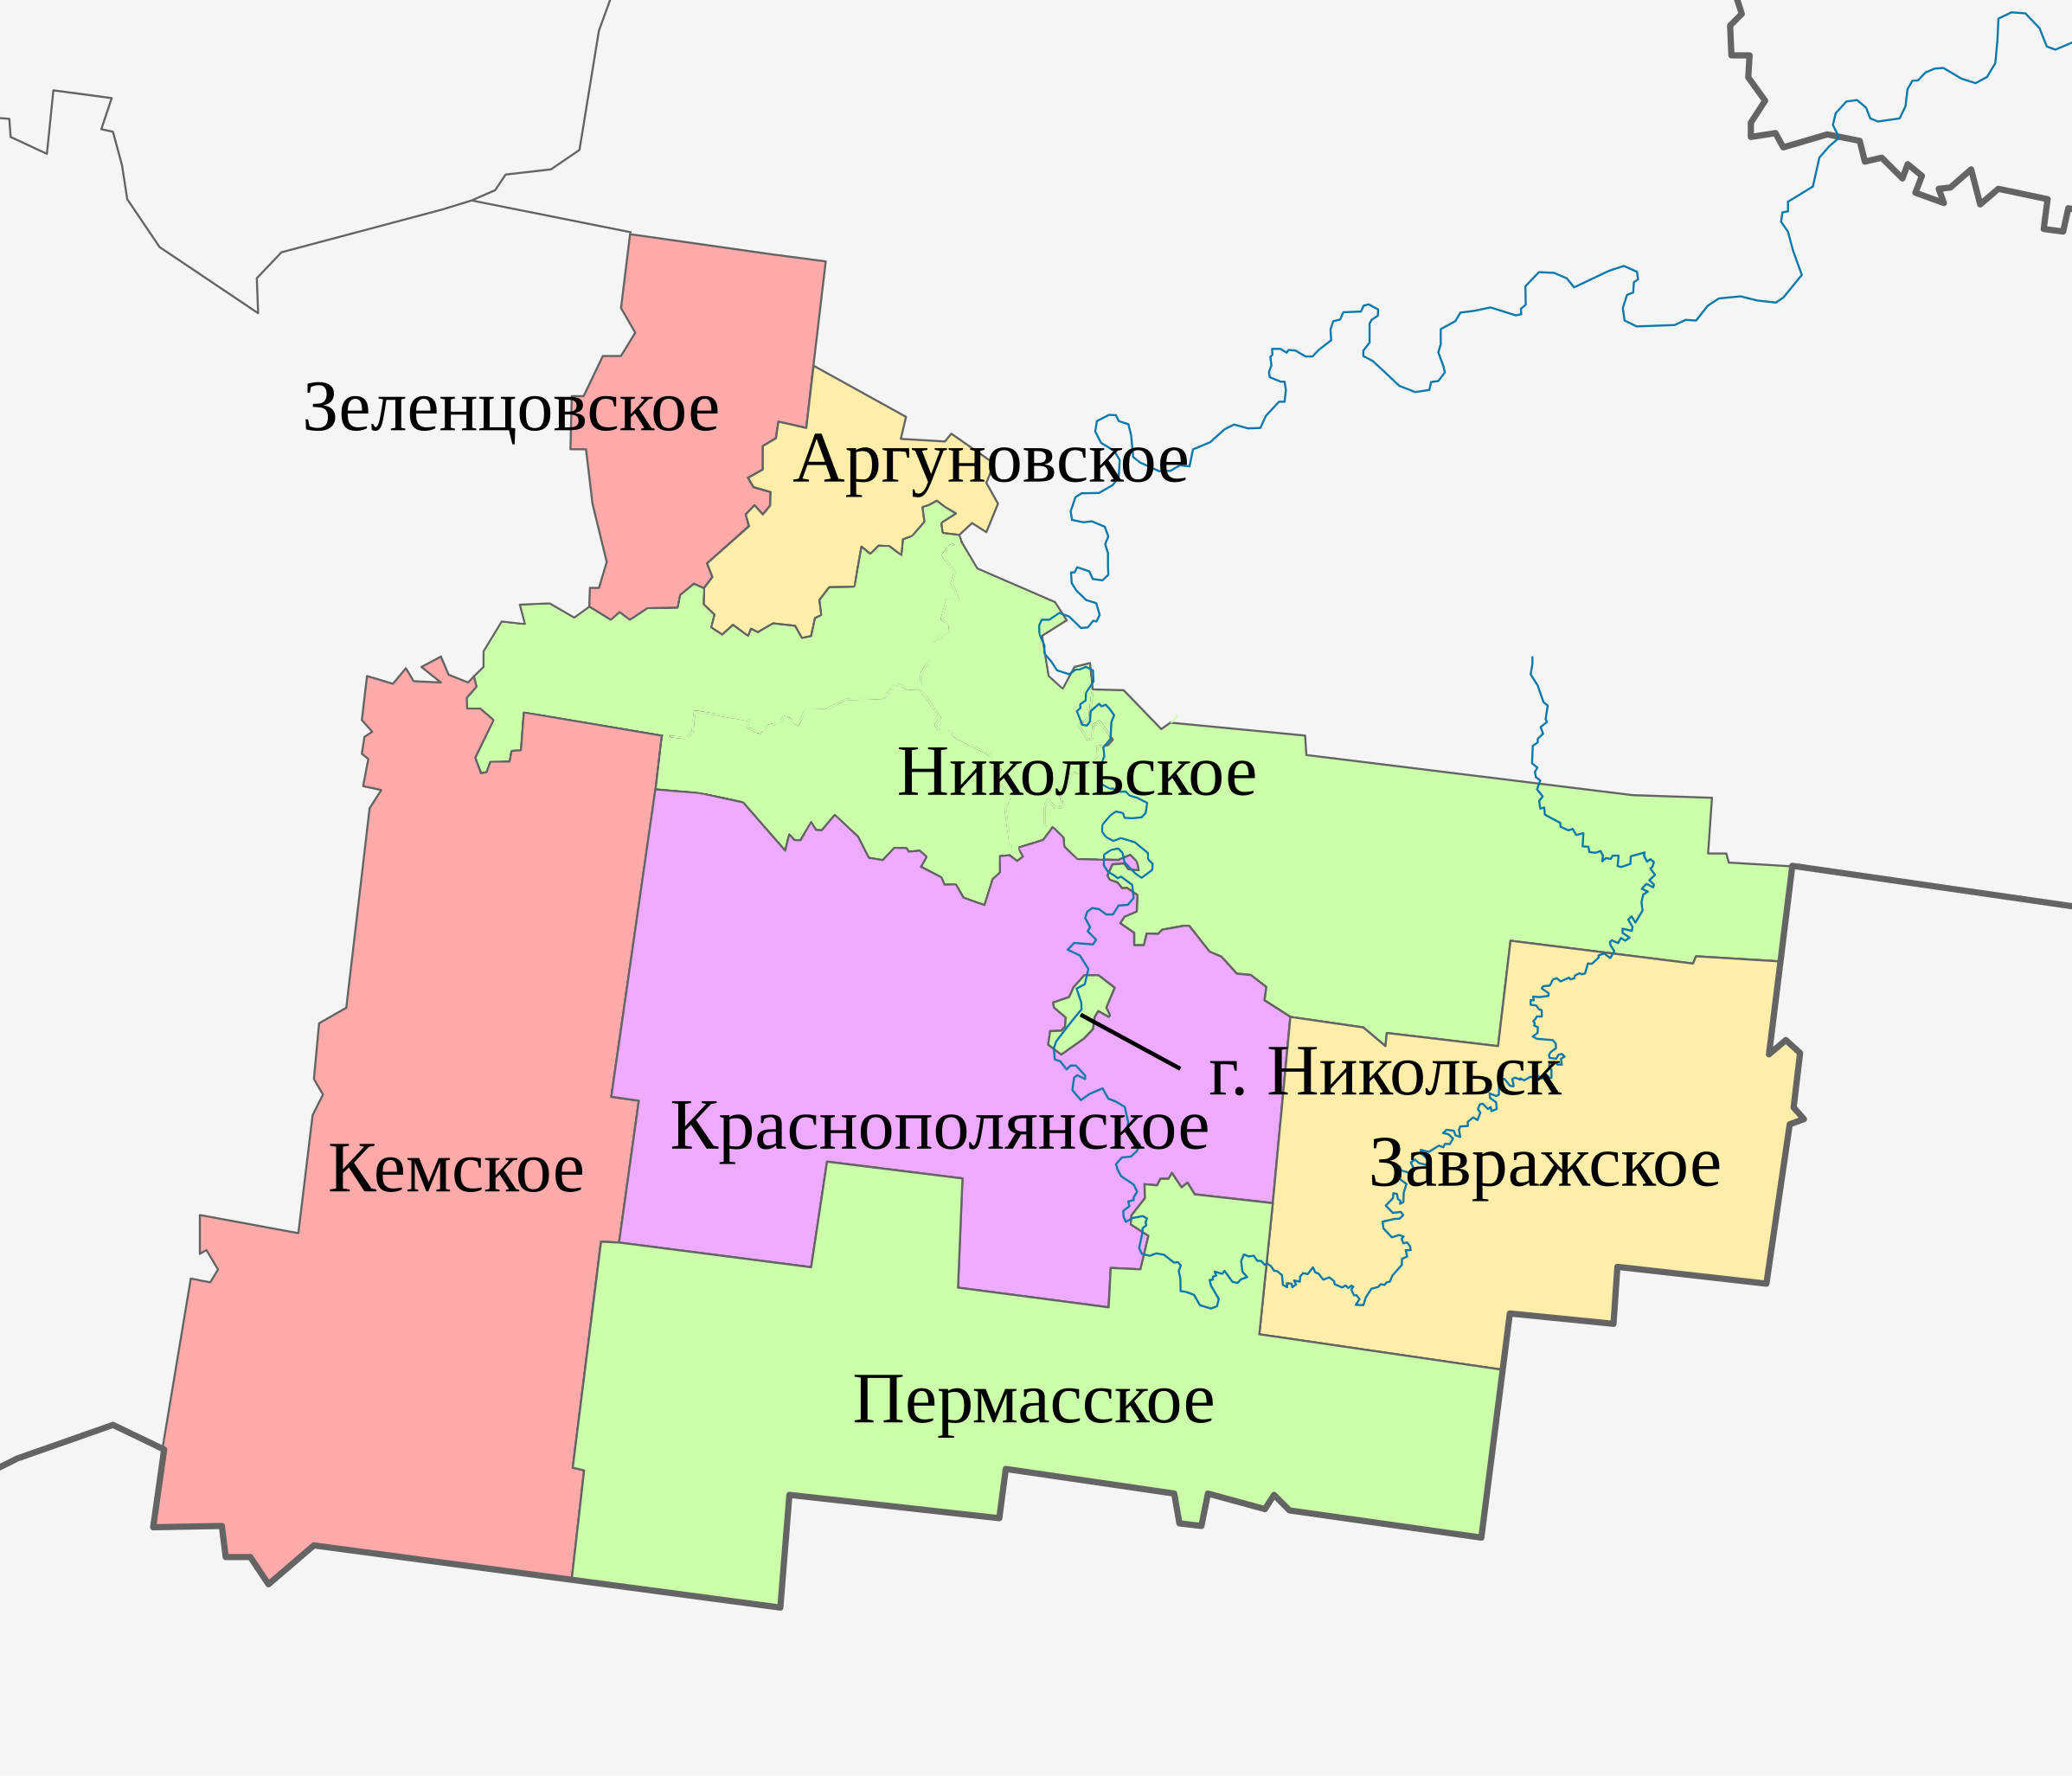 Зеленцовское
Аргуновское
Никольское
г. Никольск
Краснополянское
Кемское
Завражское
Пермасское